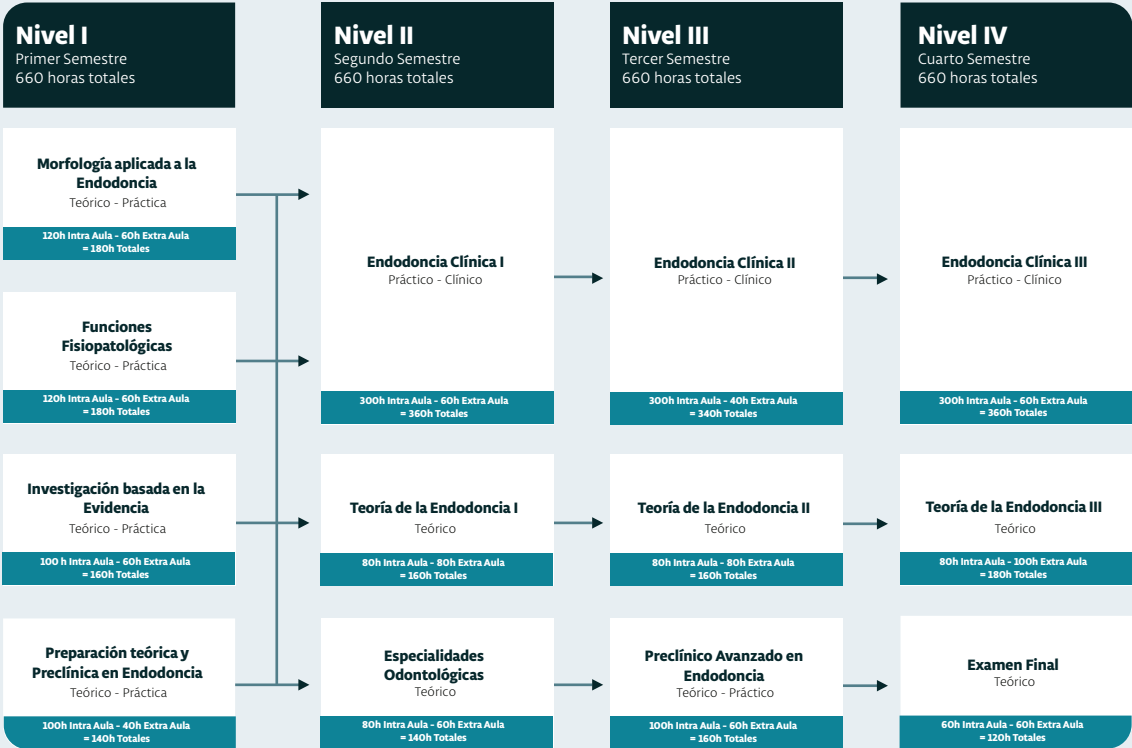 Nivel I
Primer Semestre
660 horas totales
Morfología aplicada a la
Endodoncia
Teórico - Práctica
120h Intra Aula - 60h Extra Aula
= 180h Totales
Funciones
Fisiopatológicas
Teórico - Práctica
120h Intra Aula - 60h Extra Aula
= 180h Totales
Investigación basada en la
Evidencia
Teórico - Práctica
100 h Intra Aula - 60h Extra Aula
= 160h Totales
Preparación teórica y
Preclínica en Endodoncia
Teórico - Práctica
100h Intra Aula - 40h Extra Aula
= 140h Totales
Nivel II
Segundo Semestre
660 horas totales
Endodoncia Clínica I
Práctico - Clínico
300h Intra Aula - 60h Extra Aula
= 360h Totales
Teoría de la Endodoncia I
Teórico
80h Intra Aula - 80h Extra Aula
= 160h Totales
Especialidades
Odontológicas
Teórico
80h Intra Aula - 60h Extra Aula
= 140h Totales
Nivel III
Tercer Semestre
660 horas totales
Endodoncia Clínica II
Práctico - Clínico
300h Intra Aula - 40h Extra Aula
= 340h Totales
Teoría de la Endodoncia II
Teórico
80h Intra Aula - 80h Extra Aula
= 160h Totales
Preclínico Avanzado en
Endodoncia
Teórico - Práctico
100h Intra Aula - 60h Extra Aula
= 160h Totales
Nivel IV
Cuarto Semestre
660 horas totales
Endodoncia Clínica III
Práctico - Clínico
300h Intra Aula - 60h Extra Aula
= 360h Totales
Teoría de la Endodoncia III
Teórico
80h Intra Aula - 100h Extra Aula
= 180h Totales
Examen Final
Teórico
60h Intra Aula - 60h Extra Aula
= 120h Totales